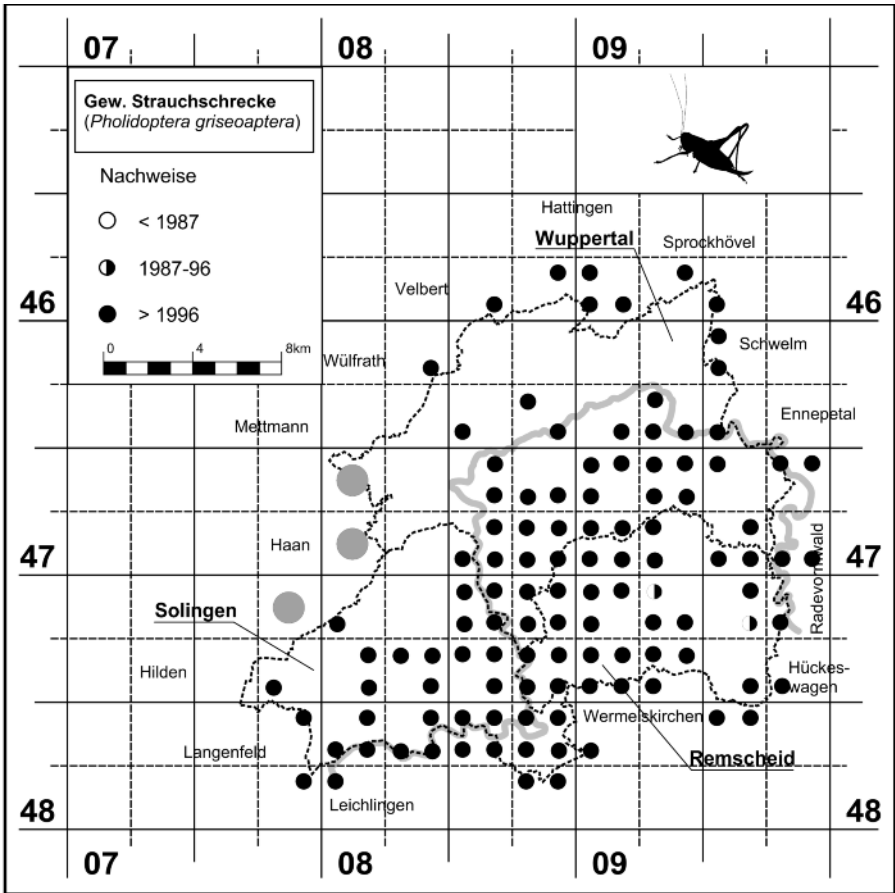 07 08 09
Gew. Strauchschrecke
(Pholidoptera griseoaptera)
Nachweise
< 1987
1987-96
> 1996
0 4 8km
Hattingen
Wuppertal
Sprockhövel
Velbert
46 46
Schwelm
Wülfrath
Ennepetal
Mettmann
Haan
47 47
Radevormwald
Solingen
Hilden
Hückes-
wagen
Wermelskirchen
Langenfeld
Remscheid
Leichlingen
48 48
07 08 09